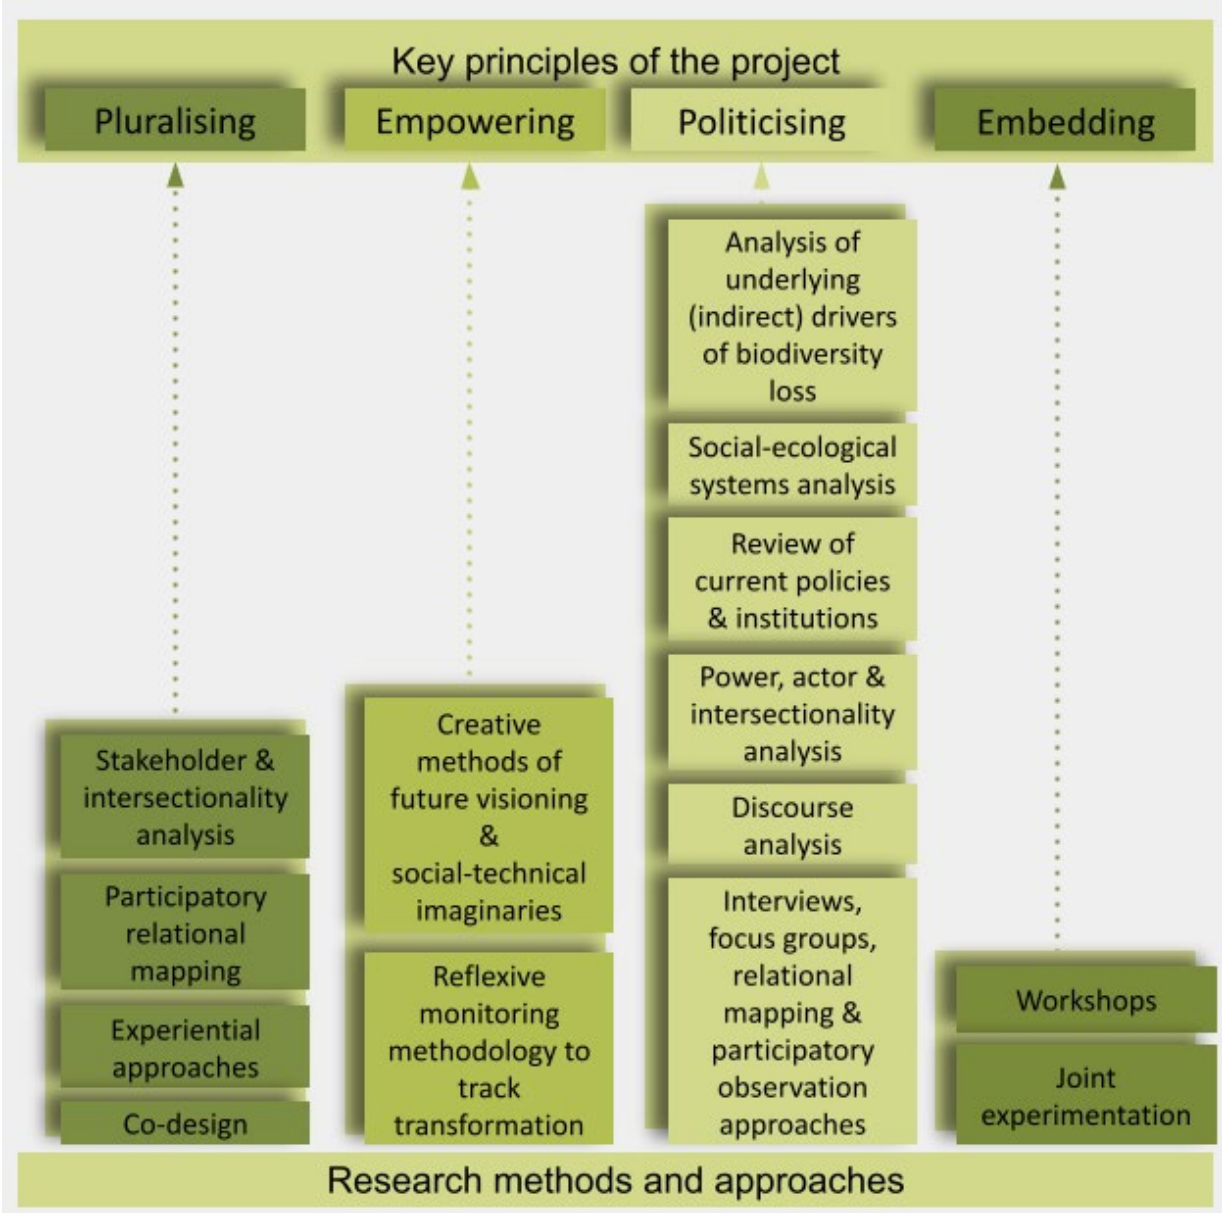 Key principles of the project
Pluralising
Empowering
Politicising
Embedding
Stakeholder &
intersectionality
analysis
Participatory
relational
mapping
Experiential
approaches
Co-design
Creative
methods of
future visioning
&
social-technical
imaginaries
Reflexive
monitoring
methodology to
track
transformation
Analysis of
underlying
(indirect) drivers
of biodiversity
loss
Social-ecological
systems analysis
Review of
current policies
& institutions
Power, actor &
intersectionality
analysis
Discourse
analysis
Interviews,
focus groups,
relational
mapping &
participatory
observation
approaches
Workshops
Joint
experimentation
Research methods and approaches